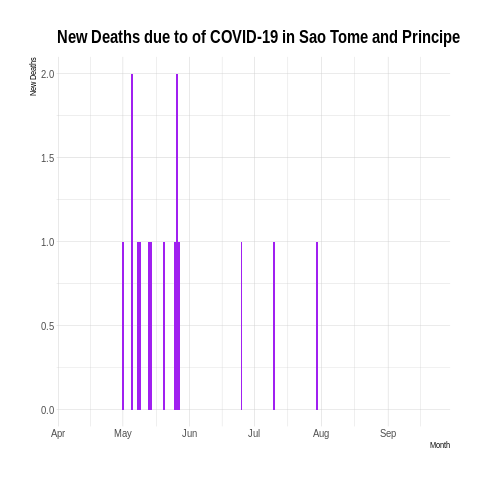 New Deaths due to of COVID-19 in Sao Tome and Principe
New Deaths
2.0
1.5
1.0
0.5
0.0
Apr May Jun Jul Aug Sep
Month